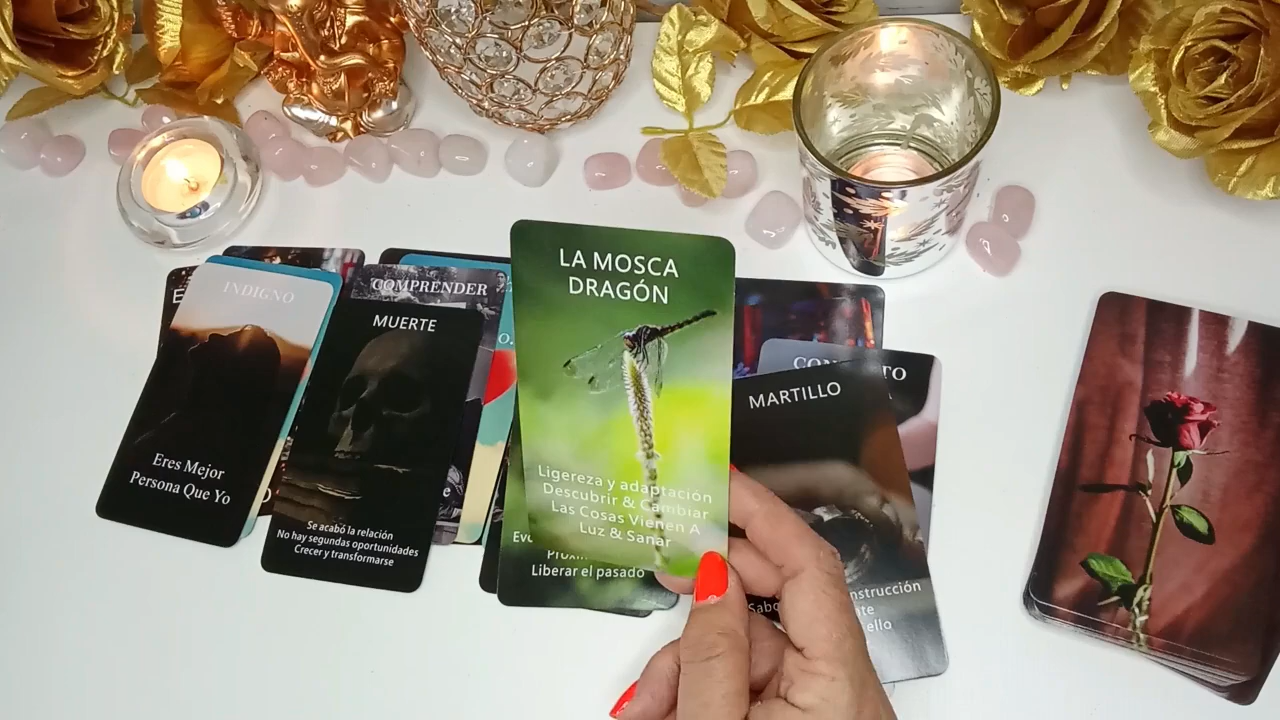 INDIGNO
Eres Mejor
Persona Que Yo
COMPRENDER
MUERTE
Se acabó la relación
No hay segundas oportunidades
Crecer y transformarse
LA MOSCA
DRAGÓN
Ligereza y adaptación
Descubrir & Cambiar
Las Cosas Vienen A
Luz & Sanar
Liberar el pasado
MARTILLO